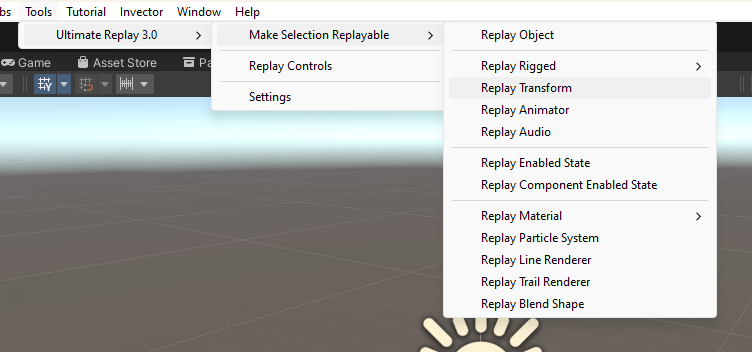 bs Tools Tutorial Invector Window Help
Ultimate Replay 3.0
Make Selection Replayable
Replay Controls
Settings
Replay Object
Replay Rigged
Replay Transform
Replay Animator
Replay Audio
Replay Enabled State
Replay Component Enabled State
Replay Material
Replay Particle System
Replay Line Renderer
Replay Trail Renderer
Replay Blend Shape
Game Asset Store Pa
Y